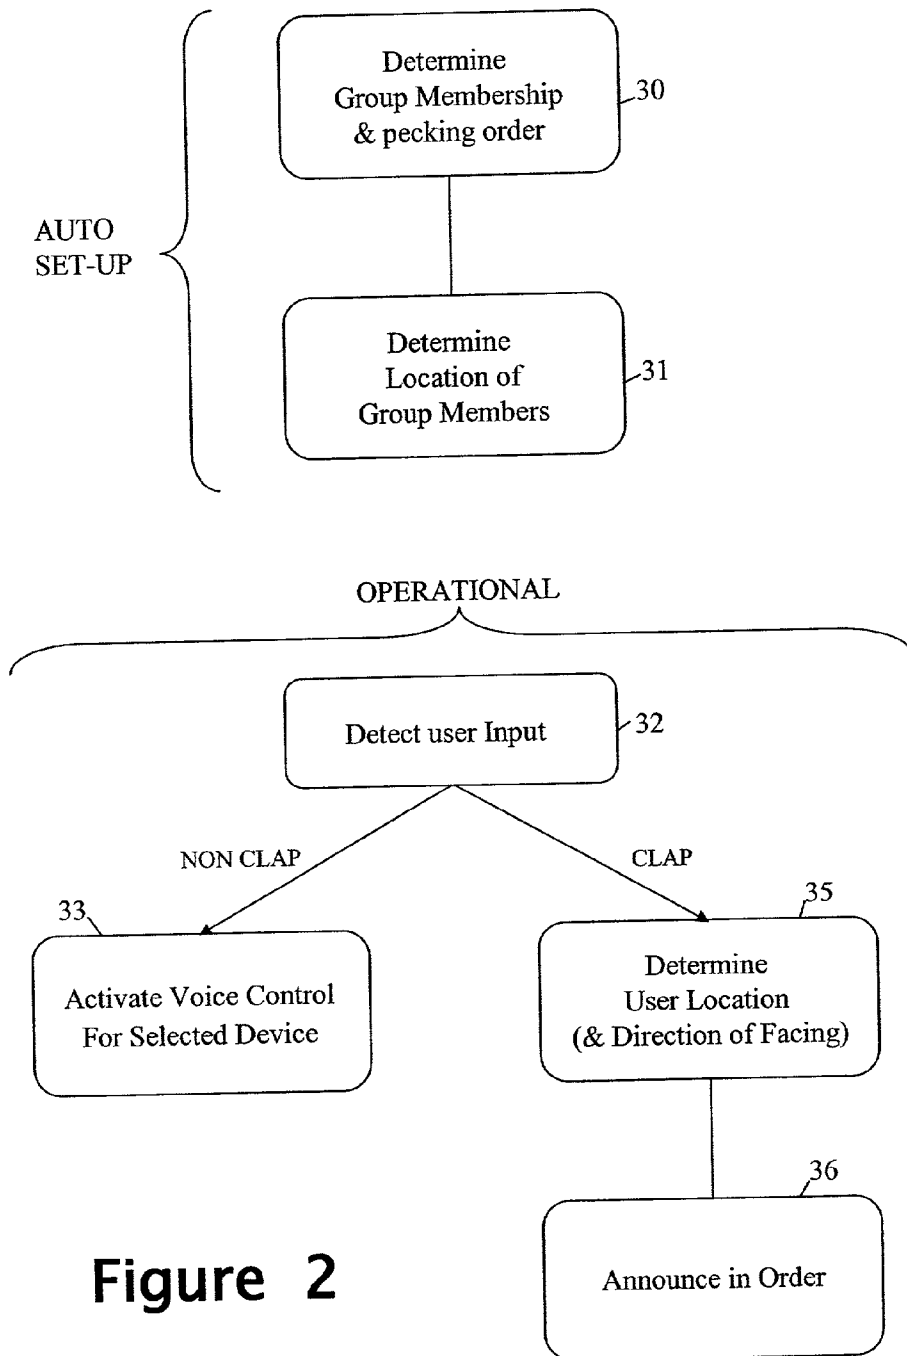 Determine
Group Membership
& pecking order
30
AUTO
SET-UP
Determine
Location of
Group Members
31
OPERATIONAL
Detect user Input
32
NON CLAP
CLAP
33
Activate Voice Control
For Selected Device
35
Determine
User Location
(& Direction of Facing)
36
Announce in Order
Figure 2